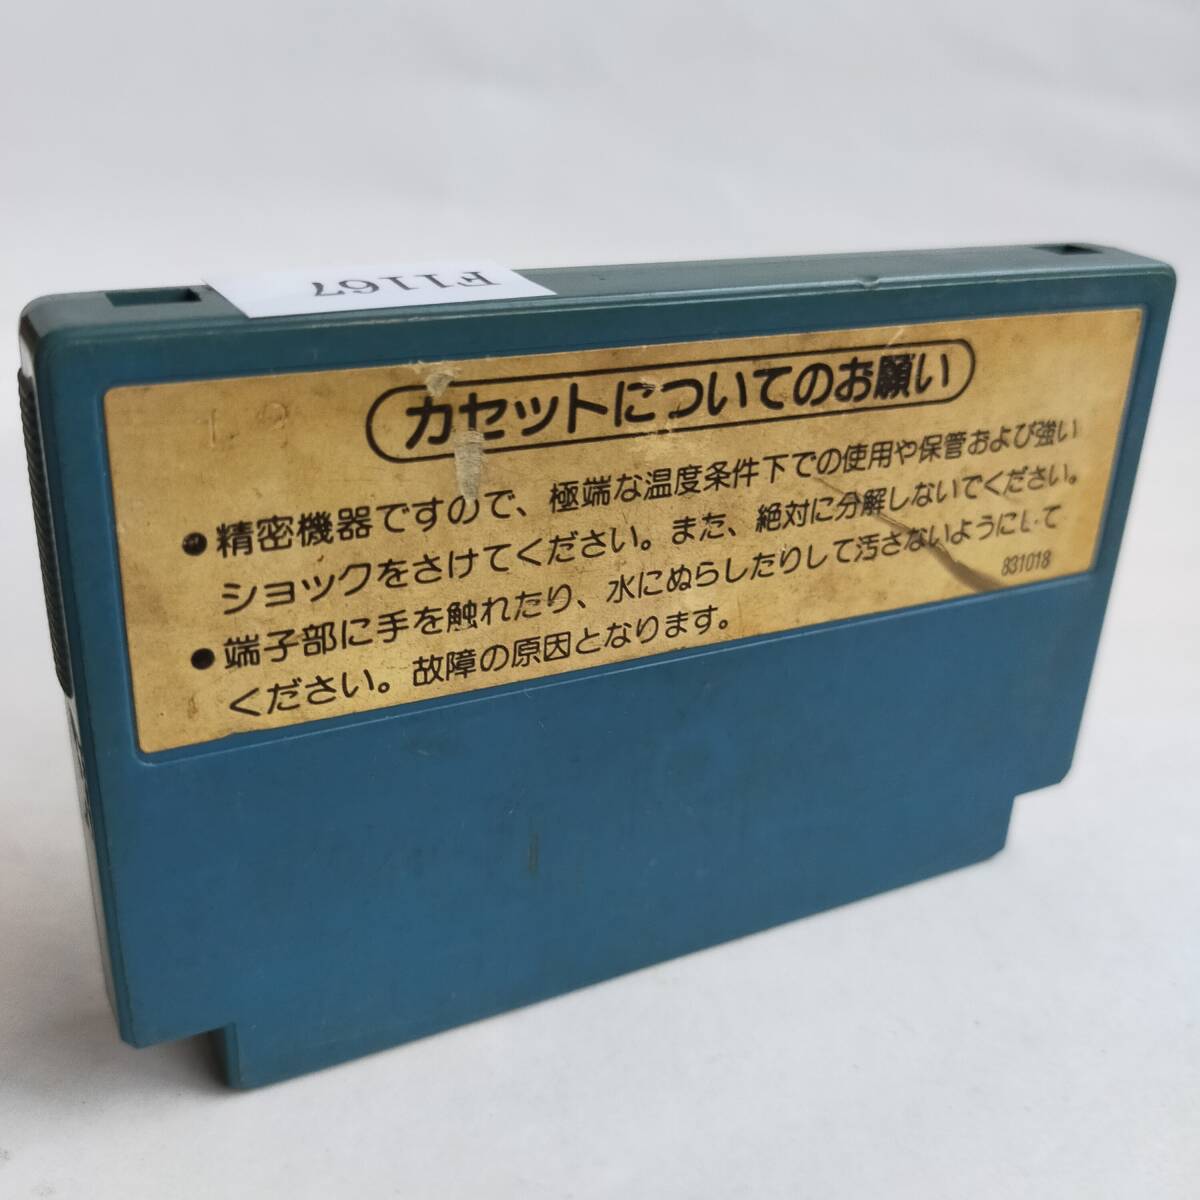 F1167
12
カセットについてのお願い
●精密機器ですので、極端な温度条件下での使用や保管および強い
ショックをさけてください。また、絶対に分解しないでください。
●端子部に手を触れたり、水にぬらしたりして汚さないようにして
ください。故障の原因となります。
831018